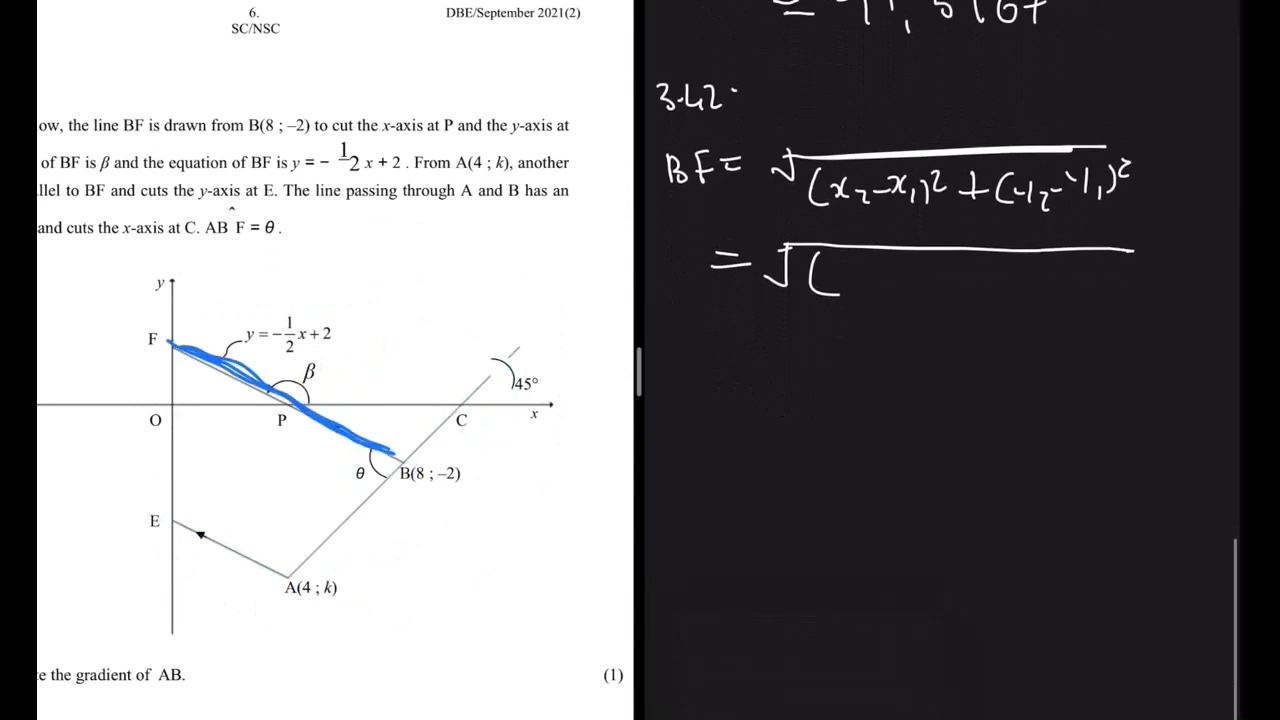 6.
DBE/September 2021(2)
SC/NSC
ow, the line BF is drawn from B(8 ; –2) to cut the x-axis at P and the y-axis at
of BF is β and the equation of BF is y = – 1/2 x + 2 . From A(4 ; k), another
llel to BF and cuts the y-axis at E. The line passing through A and B has an
and cuts the x-axis at C. AB̂F = θ .
y
F
y = –1/2 x + 2
β
45°
O
P
C
x
θ
B(8 ; –2)
E
A(4 ; k)
e the gradient of AB.
(1)
3.42.
BF = √(x₂-x₁)² + (y₂-y₁)²
= √(